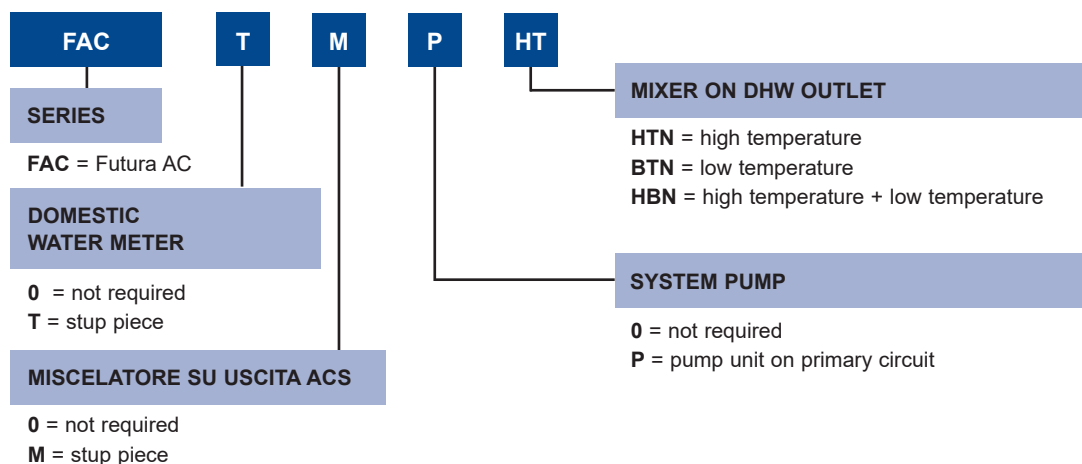 FAC T M P HT
SERIES
FAC = Futura AC
DOMESTIC
WATER METER
0 = not required
T = stup piece
MISCELATORE SU USCITA ACS
0 = not required
M = stup piece
MIXER ON DHW OUTLET
HTN = high temperature
BTN = low temperature
HBN = high temperature + low temperature
SYSTEM PUMP
0 = not required
P = pump unit on primary circuit